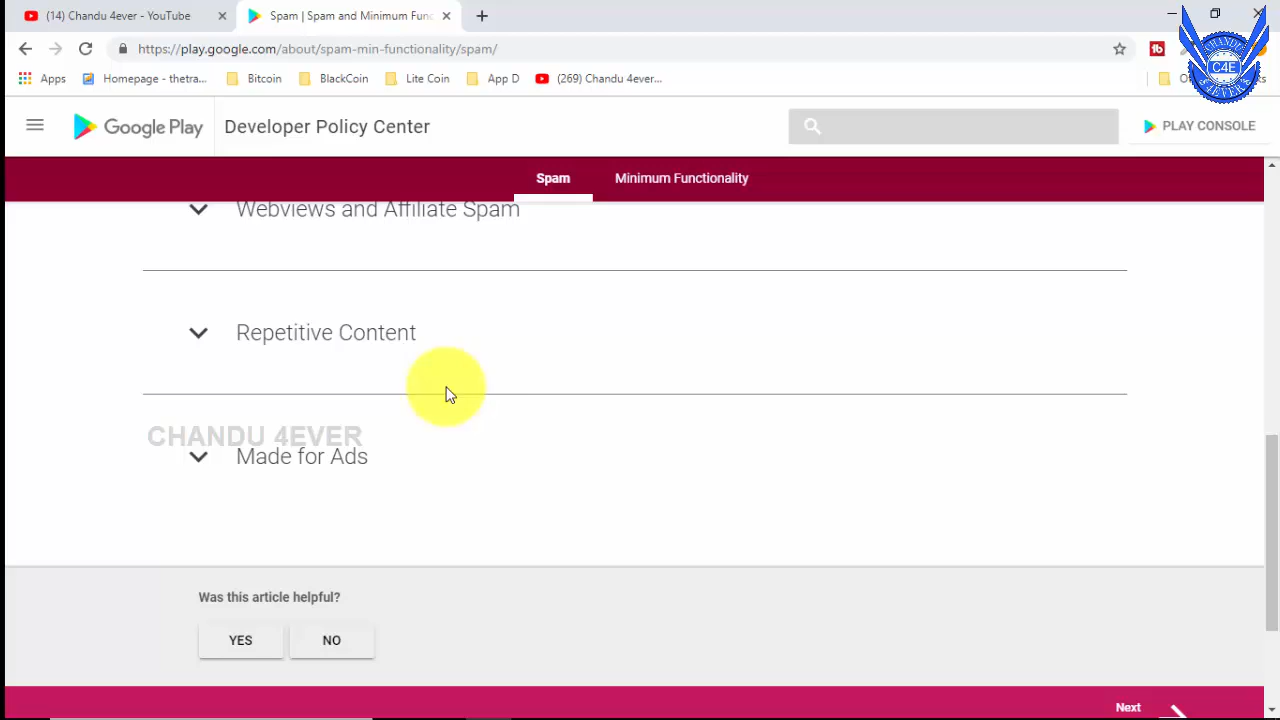 (14) Chandu 4ever - YouTube
Spam | Spam and Minimum Func
https://play.google.com/about/spam-min-functionality/spam/
Apps
Homepage - thetra...
Bitcoin
BlackCoin
Lite Coin
App D
(269) Chandu 4ever...
CHANDU
C4E
4EVER
Google Play
Developer Policy Center
PLAY CONSOLE
Spam
Minimum Functionality
Webviews and Affiliate Spam
Repetitive Content
CHANDU 4EVER
Made for Ads
Was this article helpful?
YES
NO
Next